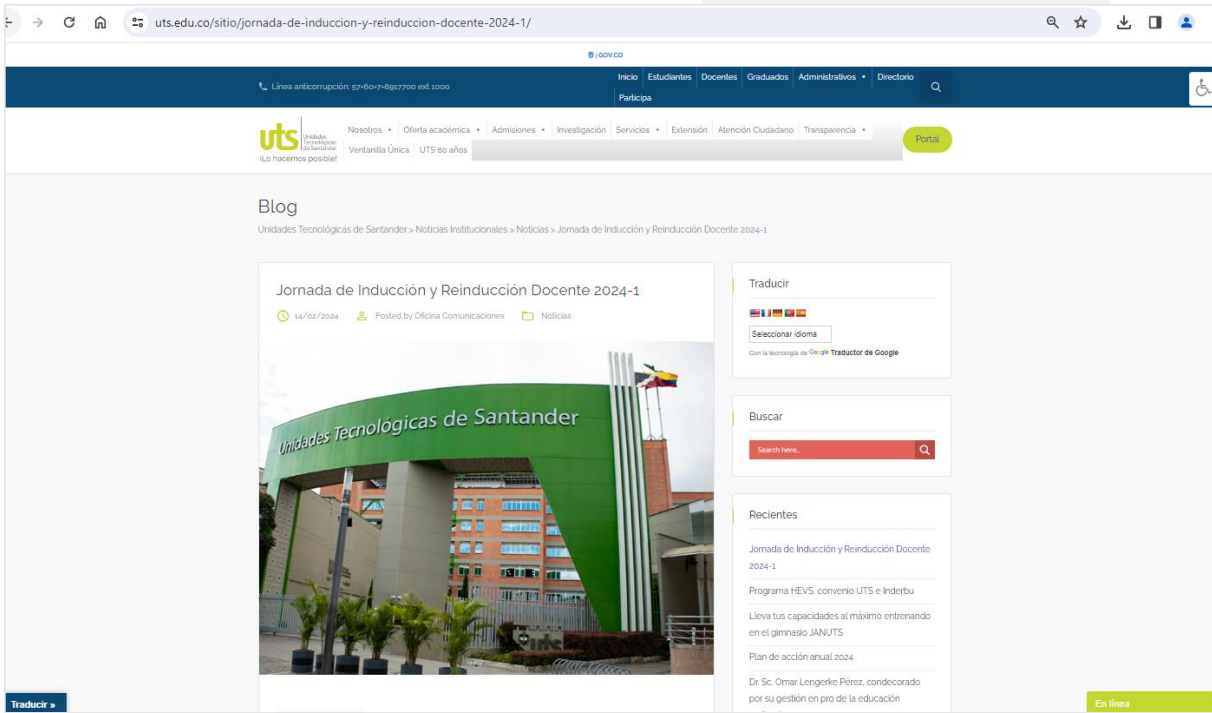 uts.edu.co/sitio/jornada-de-induccion-y-reinduccion-docente-2024-1/
GOV.CO
Línea anticorrupción: 57+60+7+6917700 ext 1000
Inicio Estudiantes Docentes Graduados Administrativos Directorio
Participa
uts Unidades
Tecnológicas
de Santander
¡Lo hacemos posible!
Nosotros Oferta académica Admisiones Investigación Servicios Extensión Atención Ciudadano Transparencia
Ventanilla Única UTS 60 años
Portal
Blog
Unidades Tecnológicas de Santander > Noticias Institucionales > Noticias > Jornada de Inducción y Reinducción Docente 2024-1
Jornada de Inducción y Reinducción Docente 2024-1
14/02/2024 Posted by Oficina Comunicaciones Noticias
Unidades Tecnológicas de Santander
uts
Traducir
Seleccionar idioma
Con la tecnología de Google Traductor de Google
Buscar
Search here..
Recientes
Jornada de Inducción y Reinducción Docente
2024-1
Programa HEVS, convenio UTS e Inderbu
Lleva tus capacidades al máximo entrenando
en el gimnasio JANUTS
Plan de acción anual 2024
Dr. Sc. Omar Lengerke Pérez, condecorado
por su gestión en pro de la educación
Traducir »
En línea